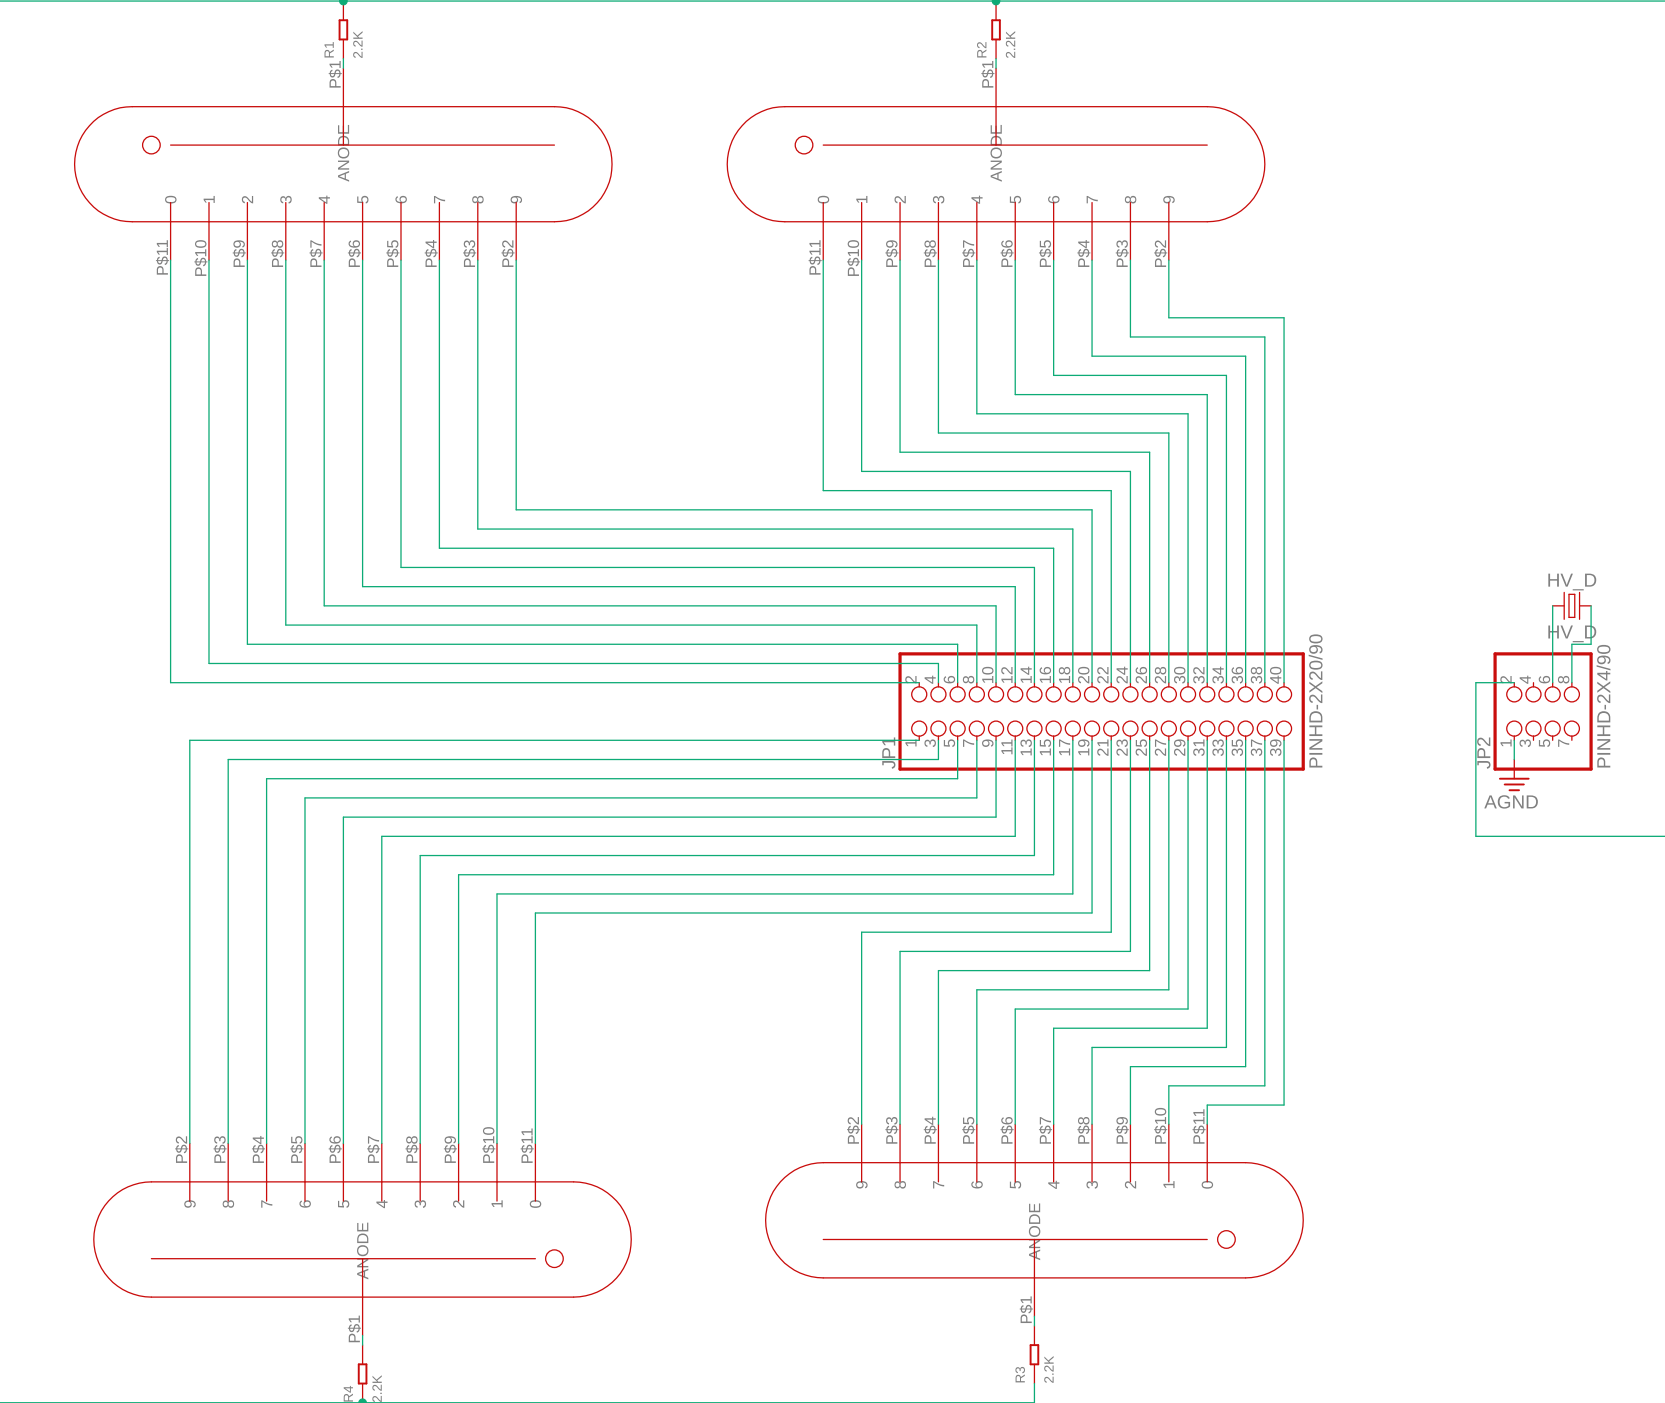 R1 2.2K
P$1
R2 2.2K
P$1
ANODE
0 1 2 3 4 5 6 7 8 9
P$11 P$10 P$9 P$8 P$7 P$6 P$5 P$4 P$3 P$2
ANODE
0 1 2 3 4 5 6 7 8 9
P$11 P$10 P$9 P$8 P$7 P$6 P$5 P$4 P$3 P$2
HV_D
HV_D
2 4 6 8 10 12 14 16 18 20 22 24 26 28 30 32 34 36 38 40
1 3 5 7 9 11 13 15 17 19 21 23 25 27 29 31 33 35 37 39
JP1
PINHD-2X20/90
2 4 6 8
1 3 5 7
JP2
PINHD-2X4/90
AGND
P$2 P$3 P$4 P$5 P$6 P$7 P$8 P$9 P$10 P$11
9 8 7 6 5 4 3 2 1 0
ANODE
P$1
R4 2.2K
P$2 P$3 P$4 P$5 P$6 P$7 P$8 P$9 P$10 P$11
9 8 7 6 5 4 3 2 1 0
ANODE
P$1
R3 2.2K